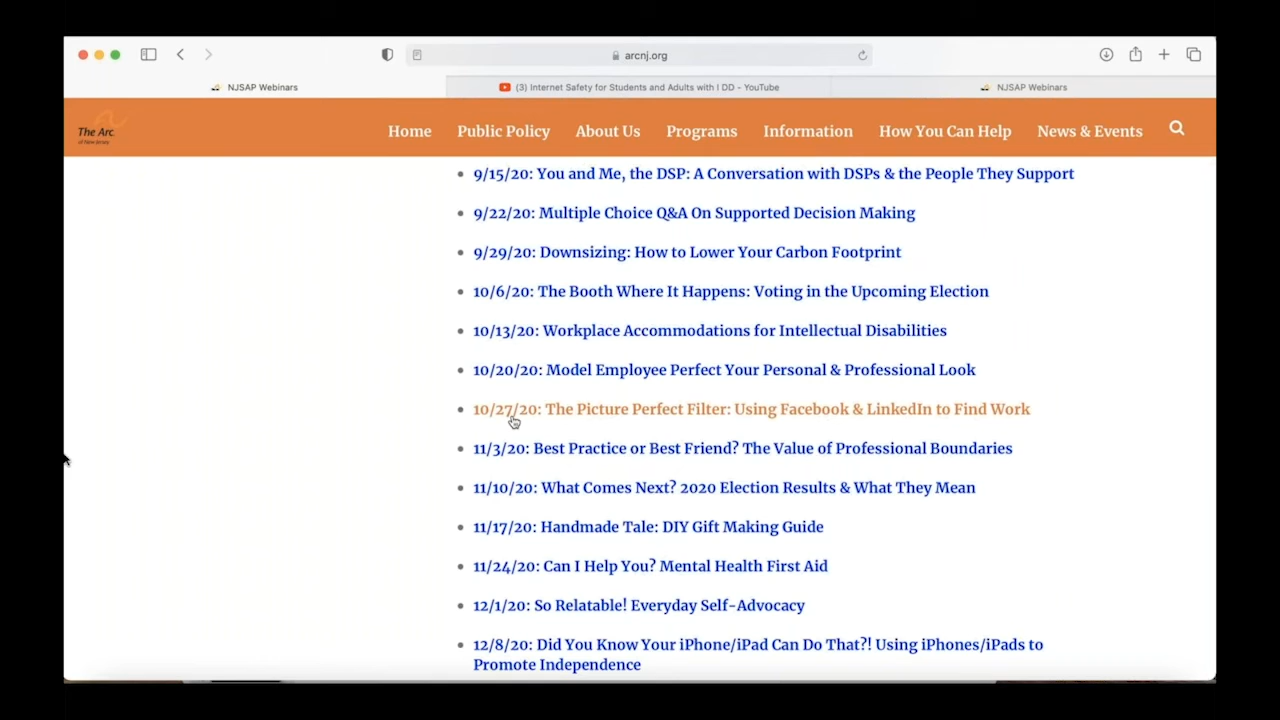 arcnj.org
NJSAP Webinars
(3) Internet Safety for Students and Adults with I DD - YouTube
NJSAP Webinars
The Arc
of New Jersey
Home
Public Policy
About Us
Programs
Information
How You Can Help
News & Events
9/15/20: You and Me, the DSP: A Conversation with DSPs & the People They Support
9/22/20: Multiple Choice Q&A On Supported Decision Making
9/29/20: Downsizing: How to Lower Your Carbon Footprint
10/6/20: The Booth Where It Happens: Voting in the Upcoming Election
10/13/20: Workplace Accommodations for Intellectual Disabilities
10/20/20: Model Employee Perfect Your Personal & Professional Look
10/27/20: The Picture Perfect Filter: Using Facebook & LinkedIn to Find Work
11/3/20: Best Practice or Best Friend? The Value of Professional Boundaries
11/10/20: What Comes Next? 2020 Election Results & What They Mean
11/17/20: Handmade Tale: DIY Gift Making Guide
11/24/20: Can I Help You? Mental Health First Aid
12/1/20: So Relatable! Everyday Self-Advocacy
12/8/20: Did You Know Your iPhone/iPad Can Do That?! Using iPhones/iPads to
Promote Independence